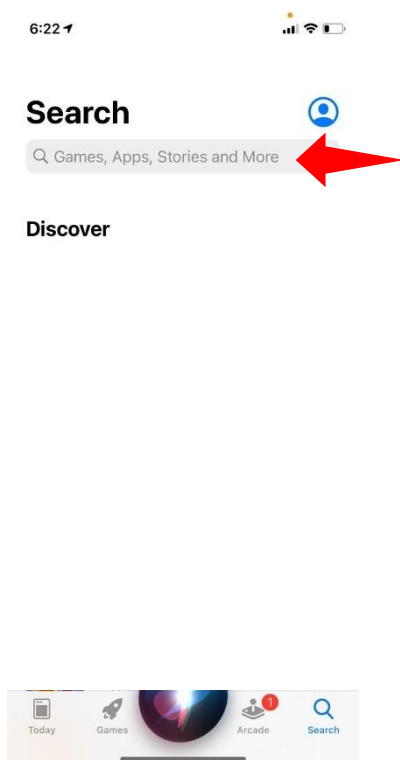 6:22
Search
Games, Apps, Stories and More
Discover
1
Today
Games
Arcade
Search